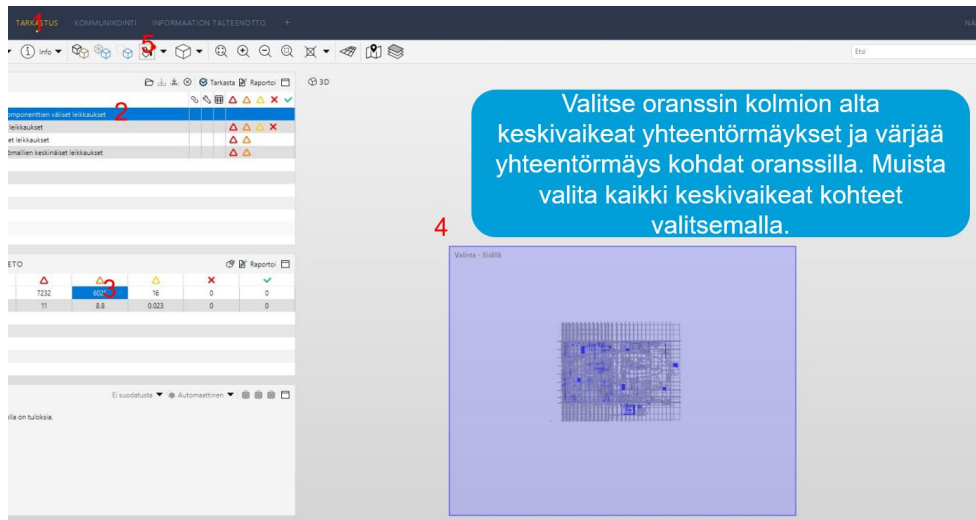 TARKASTUS KOMMUNIKOINTI INFORMAATION TALTEENOTTO +
1
5
Info
Etsi
Tarkasta Raportoi
3D
omponenttien väliset leikkaukset
2
leikkaukset
et leikkaukset
ömallien keskinäiset leikkaukset
Valitse oranssin kolmion alta
keskivaikeat yhteentörmäykset ja värjää
yhteentörmäys kohdat oranssilla. Muista
valita kaikki keskivaikeat kohteet
valitsemalla.
4
Valinta - Sisällä
ETO Raportoi
3
7232 16 0 0
11 8.8 0.023 0 0
Ei suodatusta Automaattinen
lla on tuloksia.